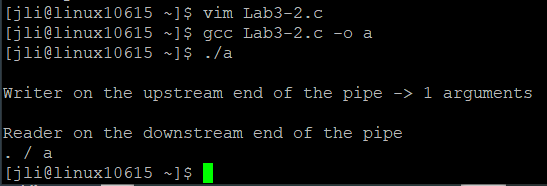 [jli@linux10615 ~]$ vim Lab3-2.c
[jli@linux10615 ~]$ gcc Lab3-2.c -o a
[jli@linux10615 ~]$ ./a
Writer on the upstream end of the pipe -> 1 arguments
Reader on the downstream end of the pipe
. / a
[jli@linux10615 ~]$